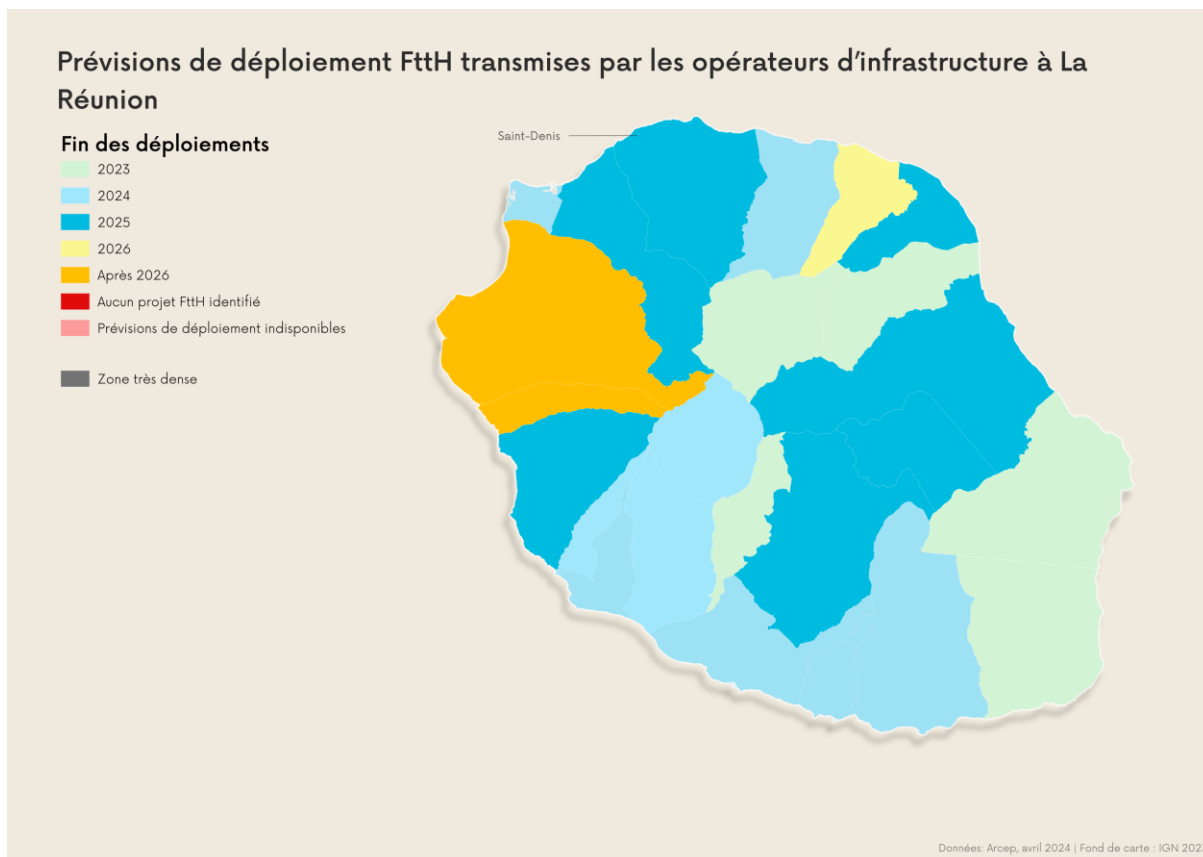 Prévisions de déploiement FttH transmises par les opérateurs d’infrastructure à La
Réunion
Fin des déploiements
2023
2024
2025
2026
Après 2026
Aucun projet FttH identifié
Prévisions de déploiement indisponibles
Zone très dense
Saint-Denis
Données: Arcep, avril 2024 | Fond de carte : IGN 202